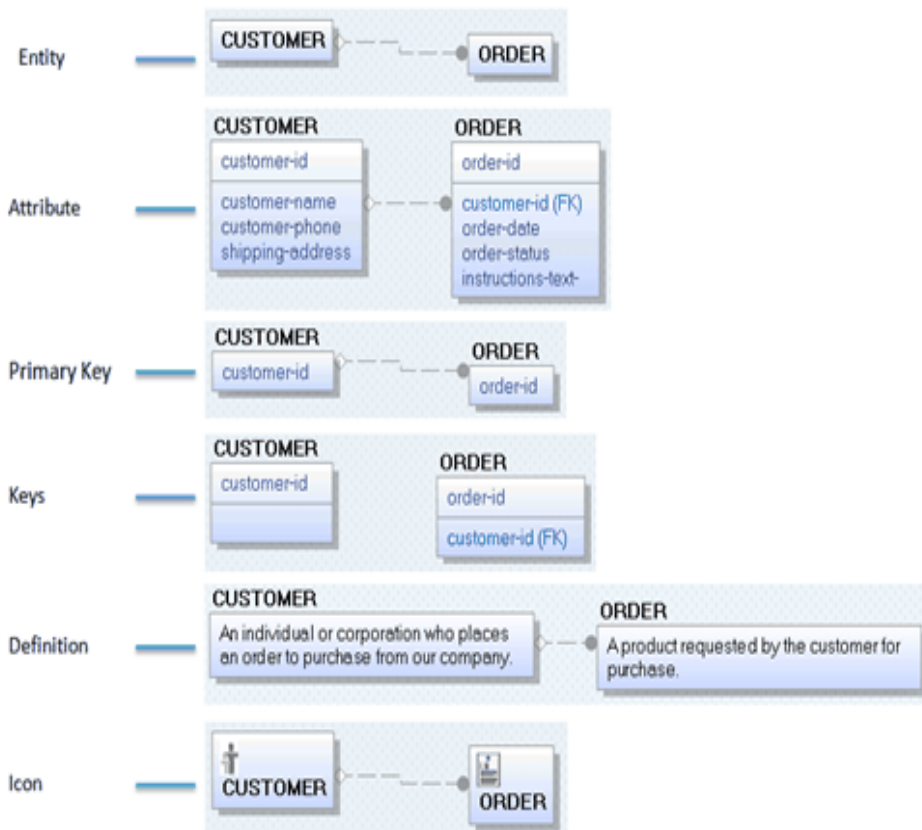 Entity
CUSTOMER
ORDER
Attribute
CUSTOMER
customer-id
customer-name
customer-phone
shipping-address
ORDER
order-id
customer-id (FK)
order-date
order-status
instructions-text-
Primary Key
CUSTOMER
customer-id
ORDER
order-id
Keys
CUSTOMER
customer-id
ORDER
order-id
customer-id (FK)
Definition
CUSTOMER
An individual or corporation who places
an order to purchase from our company.
ORDER
A product requested by the customer for
purchase.
Icon
CUSTOMER
ORDER